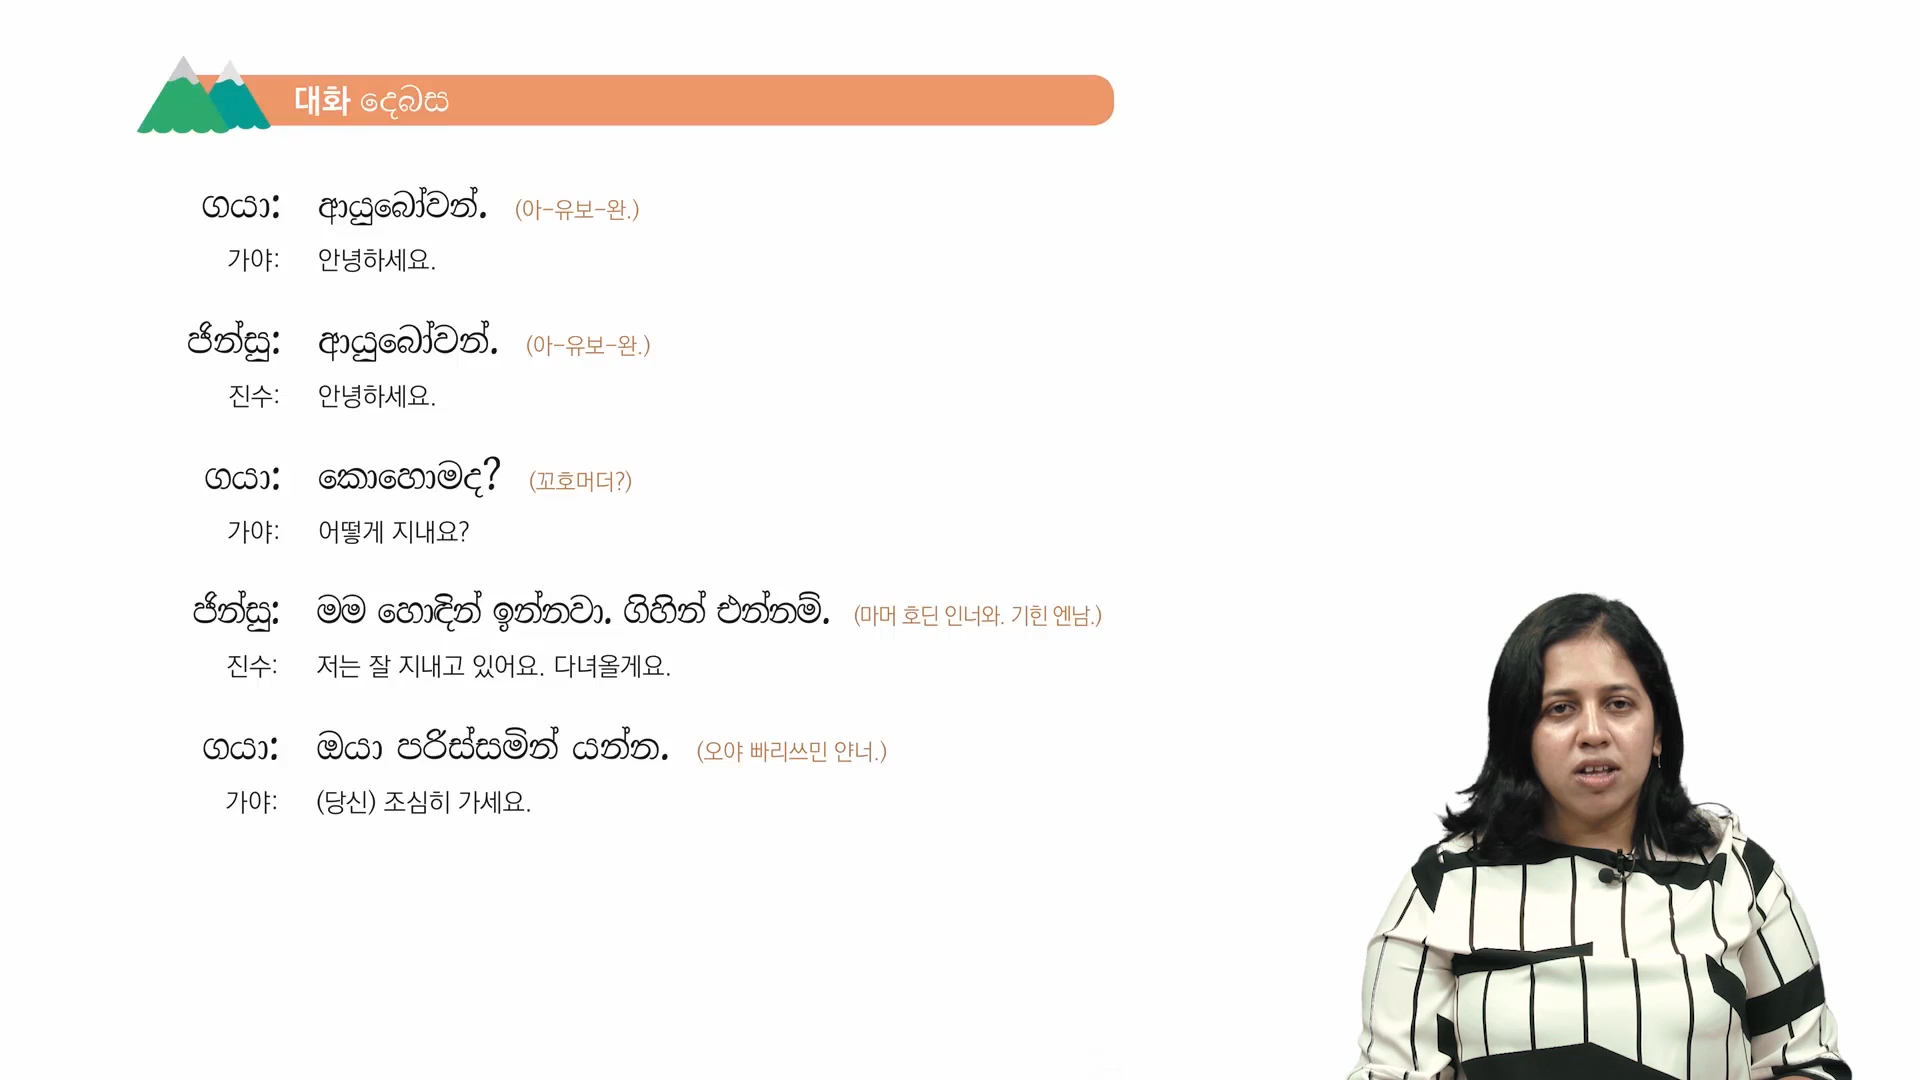 대화 දෙබස
ගයා: ආයුබෝවන්. (아-유보-완.)
가야: 안녕하세요.
ජින්සු: ආයුබෝවන්. (아-유보-완.)
진수: 안녕하세요.
ගයා: කොහොමද? (꼬호머더?)
가야: 어떻게 지내요?
ජින්සු: මම හොඳින් ඉන්නවා. ගිහින් එන්නම්. (마머 호딘 인너와. 기힌 엔남.)
진수: 저는 잘 지내고 있어요. 다녀올게요.
ගයා: ඔයා පරිස්සමින් යන්න. (오야 빠리쓰민 얀너.)
가야: (당신) 조심히 가세요.